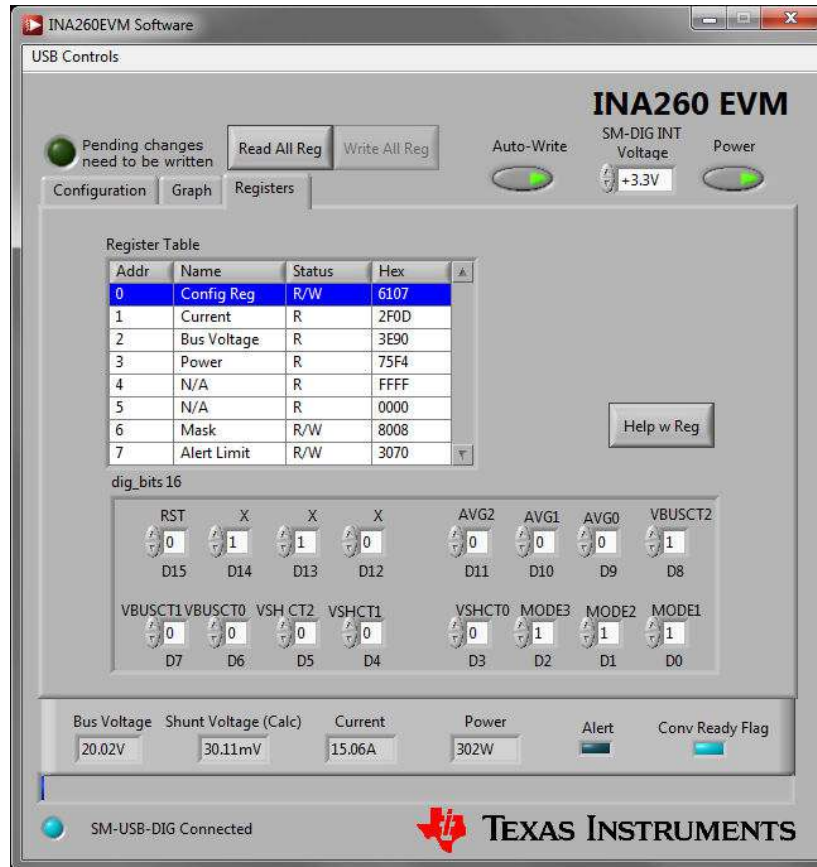 INA260EVM Software
USB Controls
INA260 EVM
Pending changes
need to be written
Read All Reg
Write All Reg
Auto-Write
SM-DIG INT
Voltage
+3.3V
Power
Configuration Graph Registers
Register Table
Addr Name Status Hex
0 Config Reg R/W 6107
1 Current R 2F0D
2 Bus Voltage R 3E90
3 Power R 75F4
4 N/A R FFFF
5 N/A R 0000
6 Mask R/W 8008
7 Alert Limit R/W 3070
Help w Reg
dig_bits 16
RST X X X AVG2 AVG1 AVG0 VBUSCT2
0 1 1 0 0 0 0 1
D15 D14 D13 D12 D11 D10 D9 D8
VBUSCT1 VBUSCT0 VSH CT2 VSHCT1 VSHCT0 MODE3 MODE2 MODE1
0 0 0 0 0 1 1 1
D7 D6 D5 D4 D3 D2 D1 D0
Bus Voltage Shunt Voltage (Calc) Current Power Alert Conv Ready Flag
20.02V 30.11mV 15.06A 302W
SM-USB-DIG Connected
TEXAS INSTRUMENTS